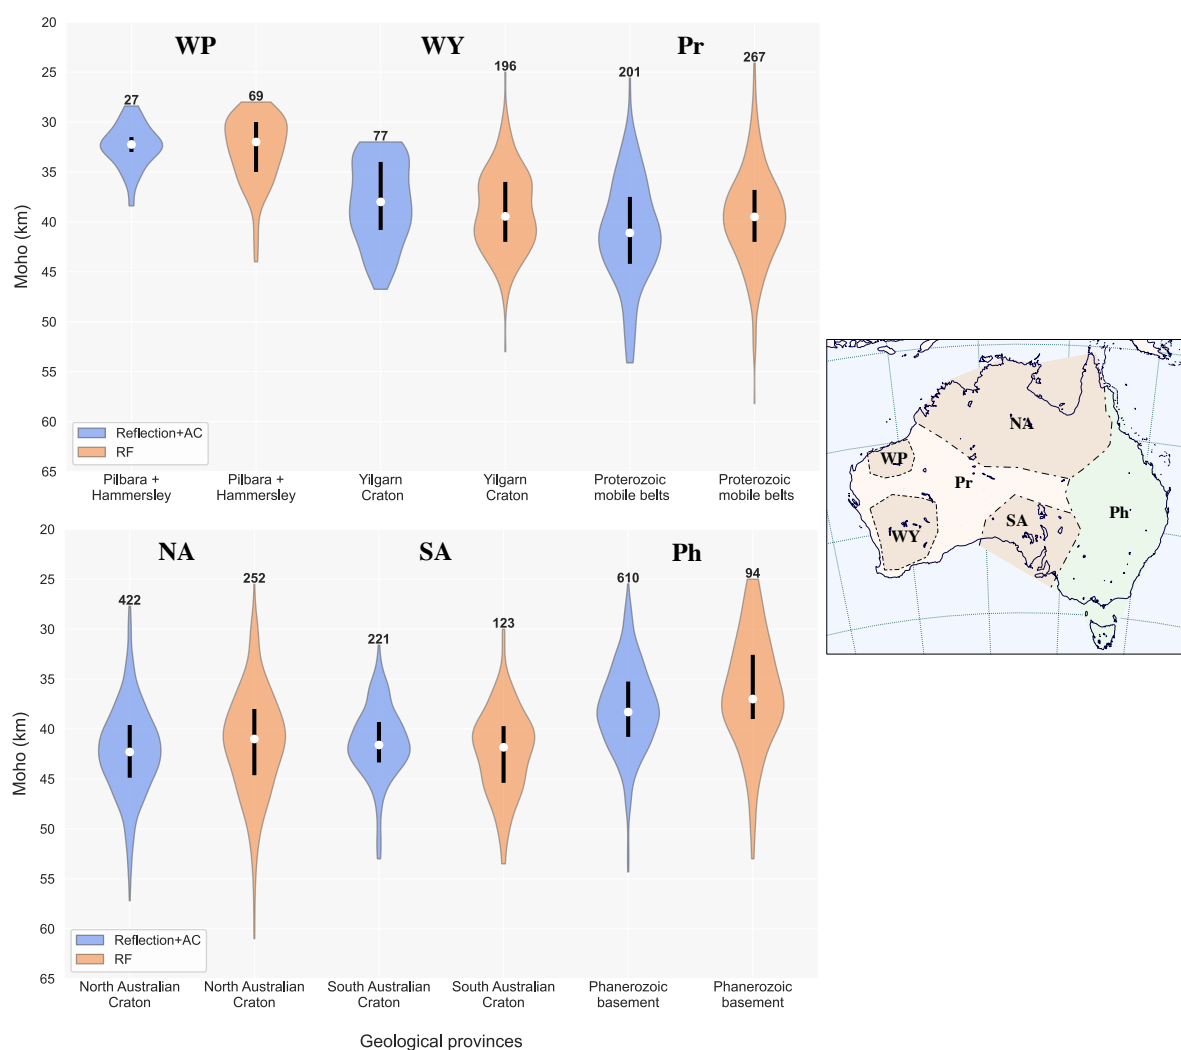 20
25
30
35
40
45
50
55
60
65
Moho (km)
WP
WY
Pr
27
69
77
196
201
267
Reflection+AC
RF
Pilbara +
Hammersley
Pilbara +
Hammersley
Yilgarn
Craton
Yilgarn
Craton
Proterozoic
mobile belts
Proterozoic
mobile belts
20
25
30
35
40
45
50
55
60
65
Moho (km)
NA
SA
Ph
422
252
221
123
610
94
Reflection+AC
RF
North Australian
Craton
North Australian
Craton
South Australian
Craton
South Australian
Craton
Phanerozoic
basement
Phanerozoic
basement
Geological provinces
NA
WP
Pr
Ph
SA
WY